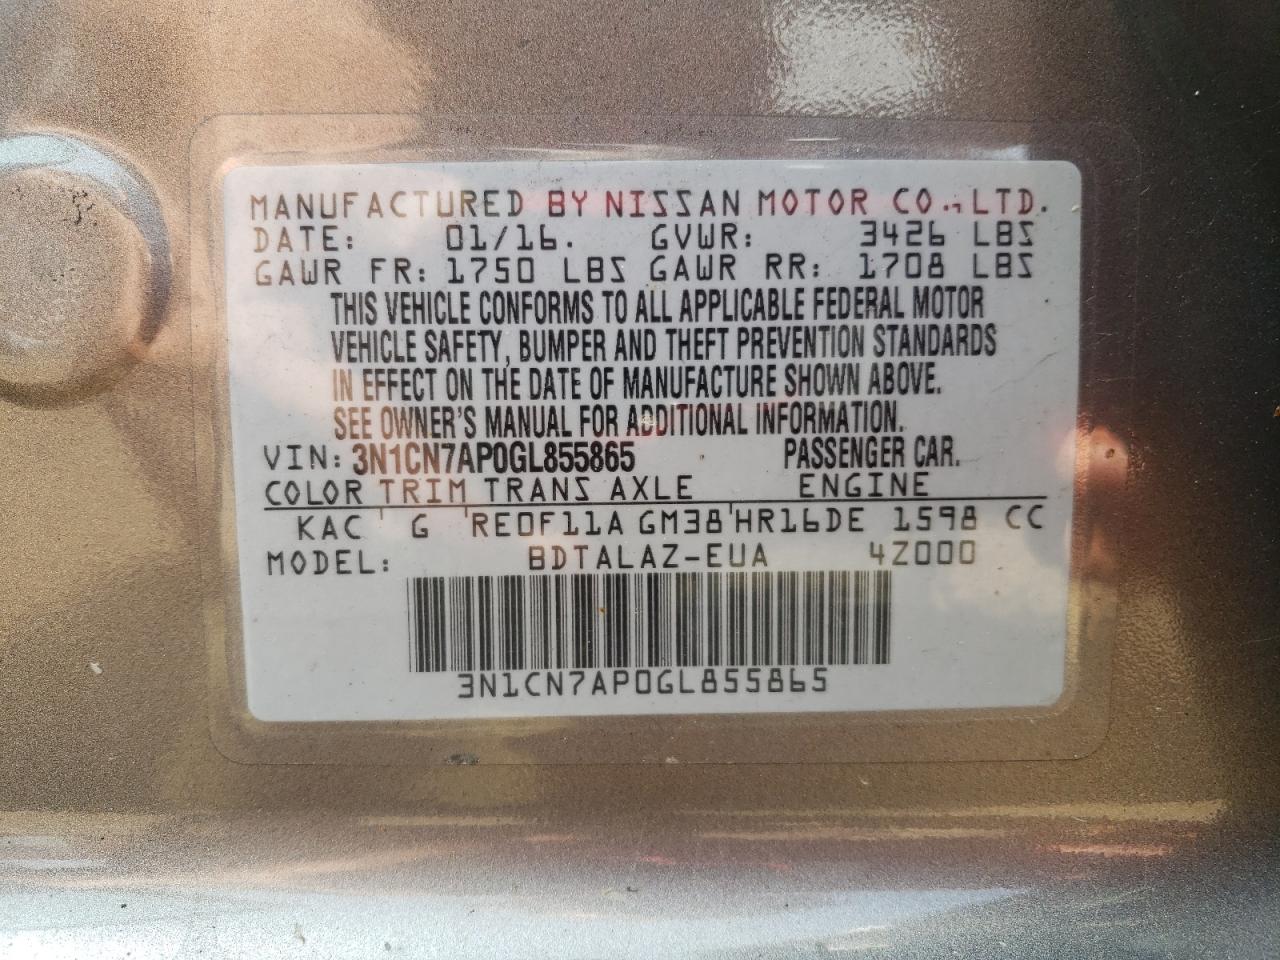 MANUFACTURED BY NISSAN MOTOR CO., LTD.
DATE: 01/16. GVWR: 3426 LBS
GAWR FR: 1750 LBS GAWR RR: 1708 LBS
THIS VEHICLE CONFORMS TO ALL APPLICABLE FEDERAL MOTOR
VEHICLE SAFETY, BUMPER AND THEFT PREVENTION STANDARDS
IN EFFECT ON THE DATE OF MANUFACTURE SHOWN ABOVE.
SEE OWNER'S MANUAL FOR ADDITIONAL INFORMATION.
VIN: 3N1CN7AP0GL855865 PASSENGER CAR.
COLOR TRIM TRANS AXLE ENGINE
KAC ' G 'RE0F11A GM38'HR16DE 1598 CC
MODEL: BDTALAZ-EUA 4Z000
3N1CN7AP0GL855865